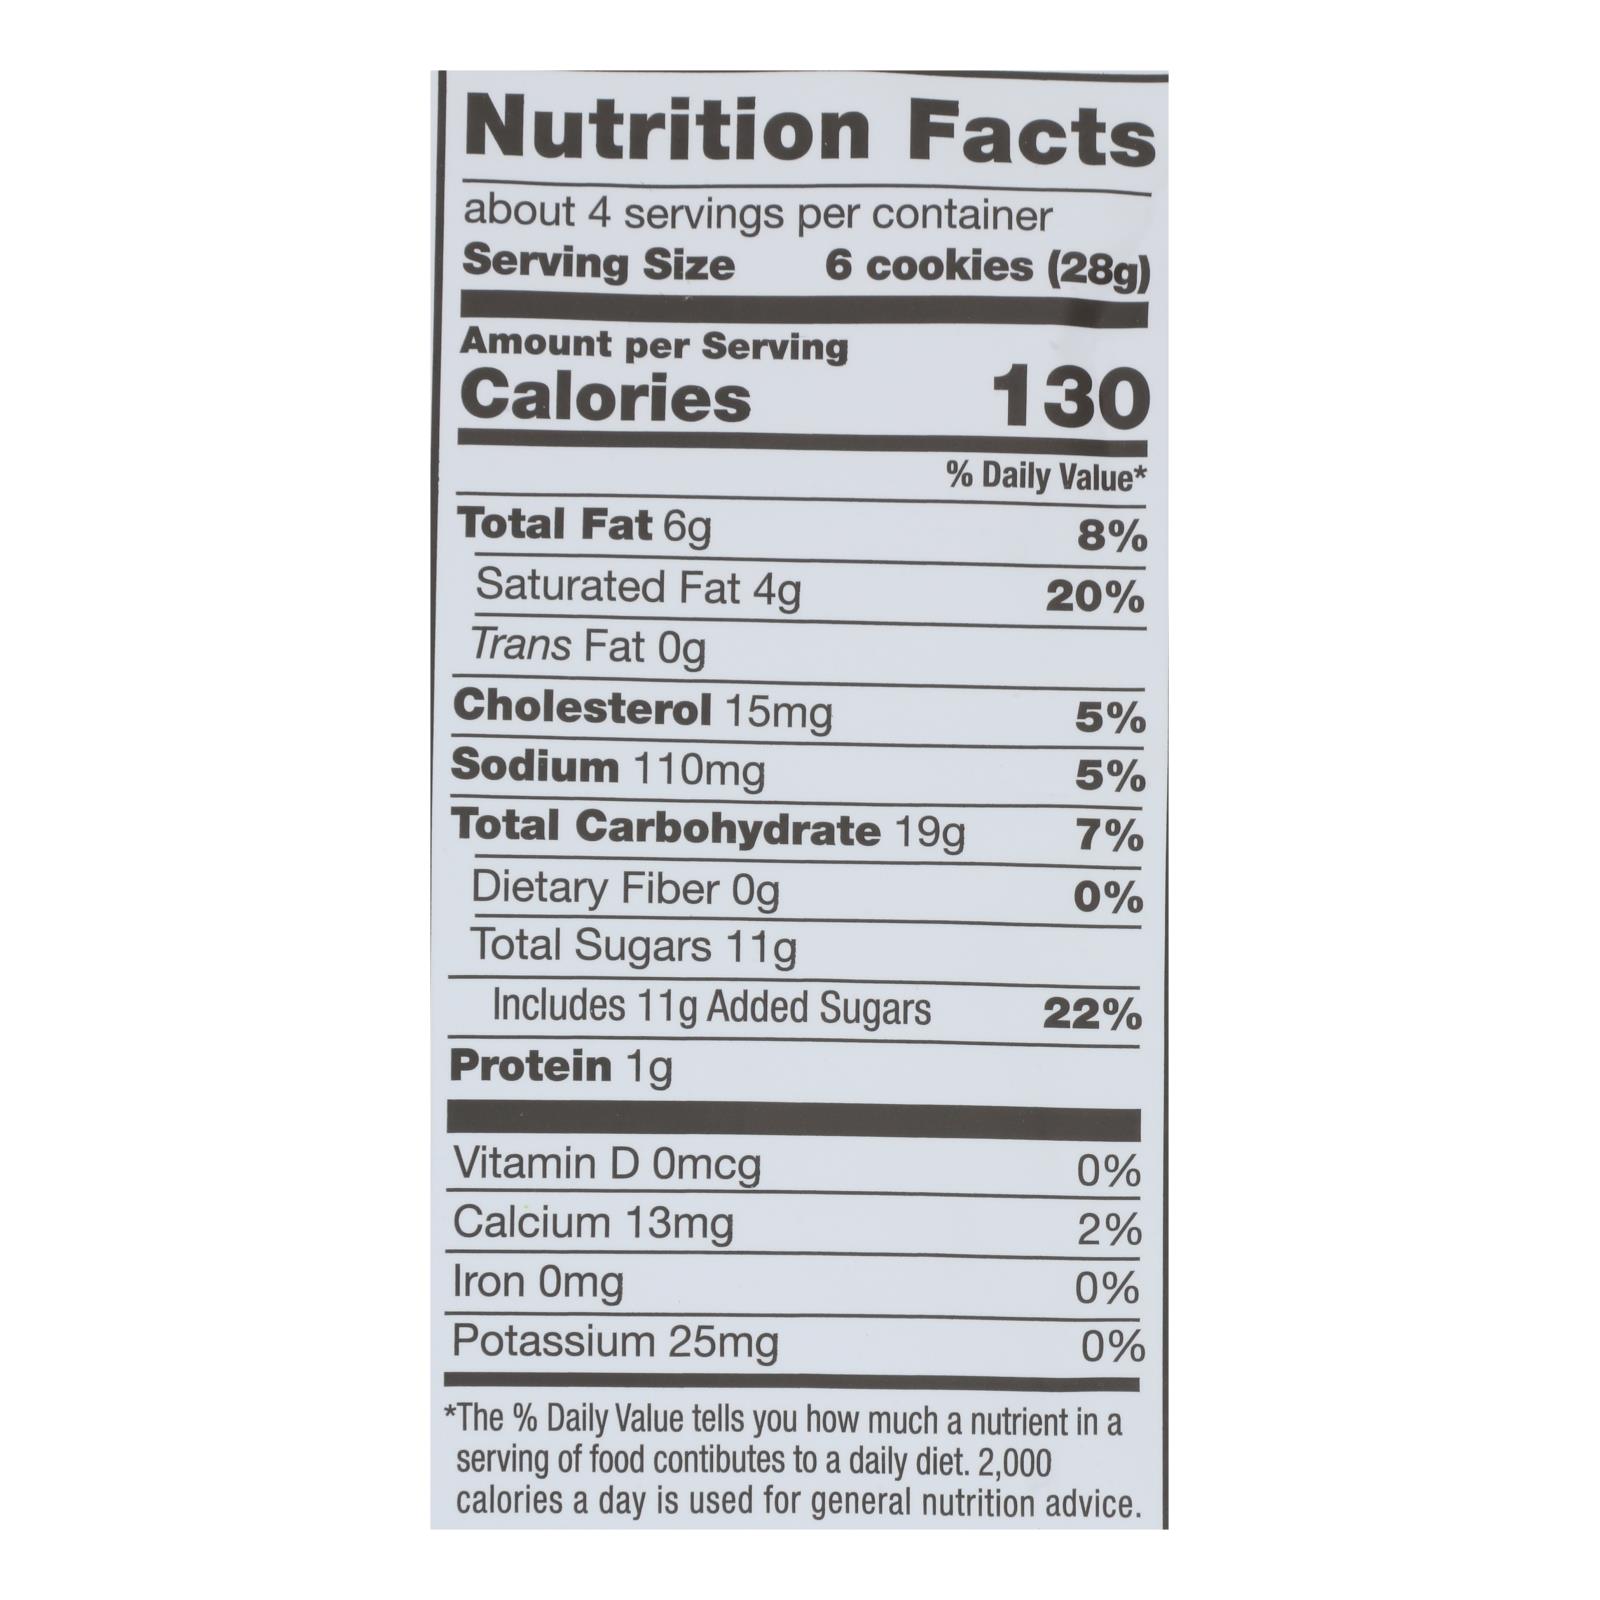 Nutrition Facts
about 4 servings per container
Serving Size 6 cookies (28g)
Amount per Serving
Calories 130
% Daily Value*
Total Fat 6g 8%
Saturated Fat 4g 20%
Trans Fat 0g
Cholesterol 15mg 5%
Sodium 110mg 5%
Total Carbohydrate 19g 7%
Dietary Fiber 0g 0%
Total Sugars 11g
Includes 11g Added Sugars 22%
Protein 1g
Vitamin D 0mcg 0%
Calcium 13mg 2%
Iron 0mg 0%
Potassium 25mg 0%
*The % Daily Value tells you how much a nutrient in a
serving of food contibutes to a daily diet. 2,000
calories a day is used for general nutrition advice.